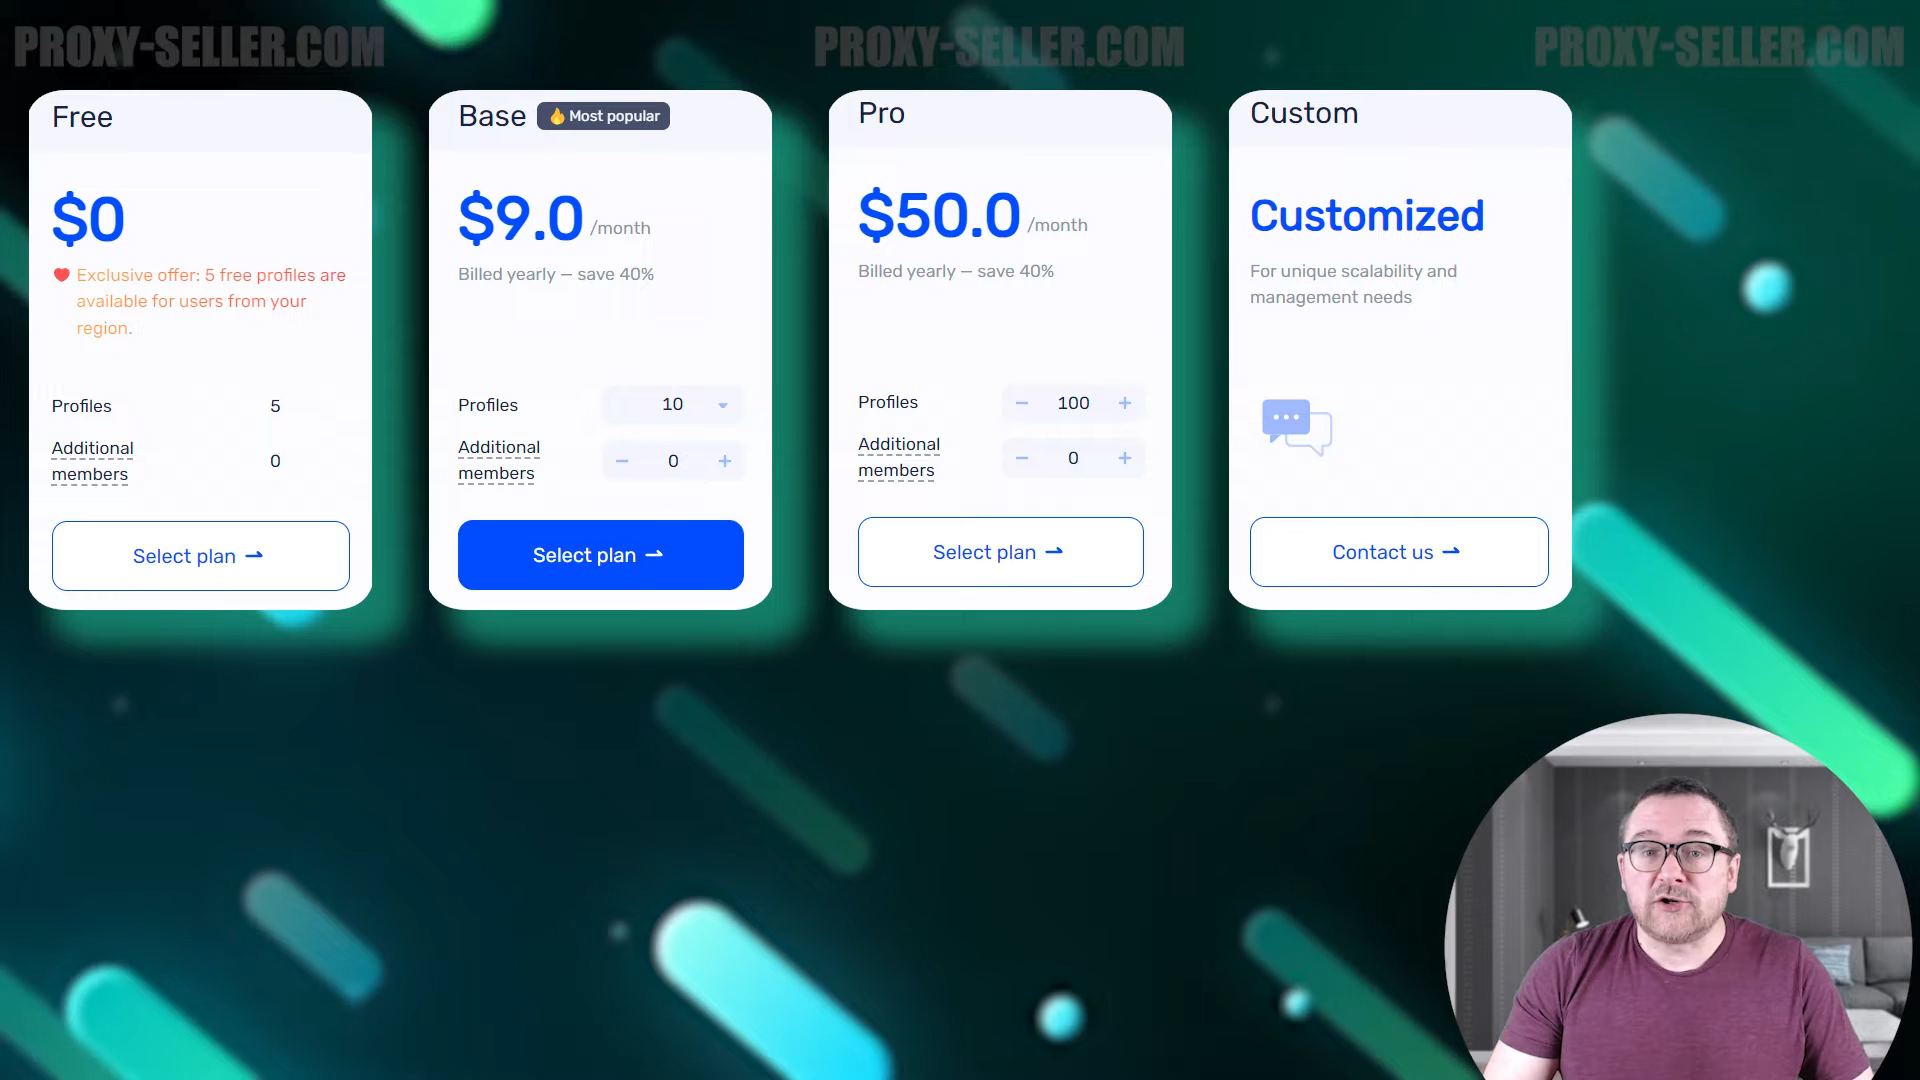 PROXY-SELLER.COM PROXY-SELLER.COM PROXY-SELLER.COM
Free
$0
Exclusive offer: 5 free profiles are
available for users from your
region.
Profiles 5
Additional
members 0
Select plan
Base Most popular
$9.0 /month
Billed yearly — save 40%
Profiles 10
Additional
members 0
Select plan
Pro
$50.0 /month
Billed yearly — save 40%
Profiles 100
Additional
members 0
Select plan
Custom
Customized
For unique scalability and
management needs
Contact us